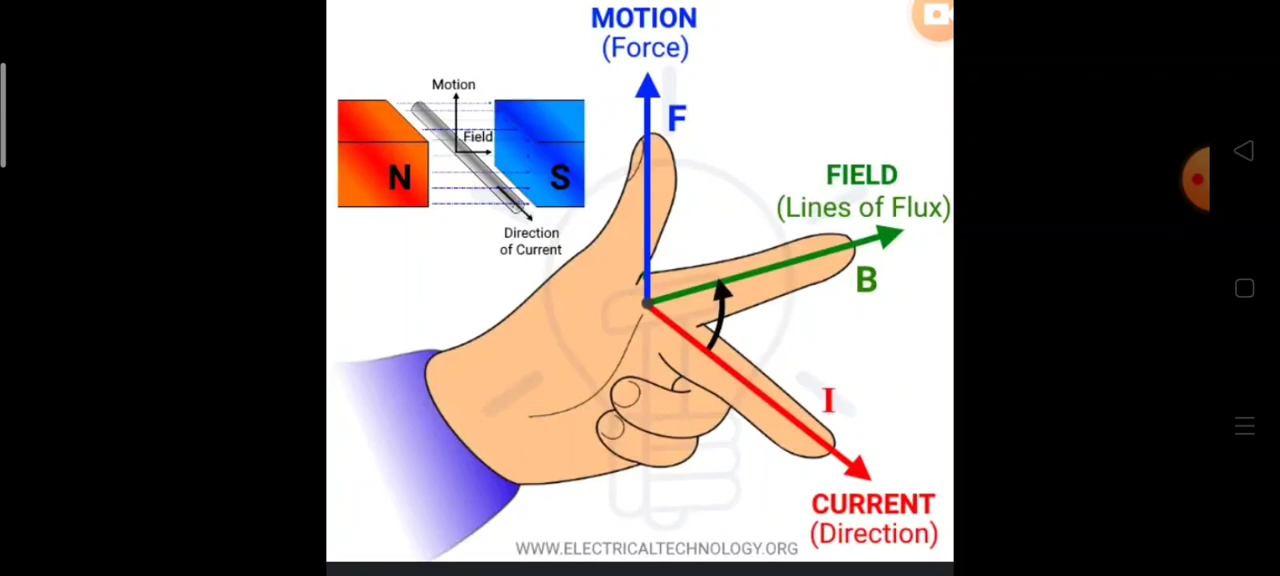 MOTION
(Force)
F
Motion
Field
N
S
Direction
of Current
FIELD
(Lines of Flux)
B
I
CURRENT
(Direction)
WWW.ELECTRICALTECHNOLOGY.ORG